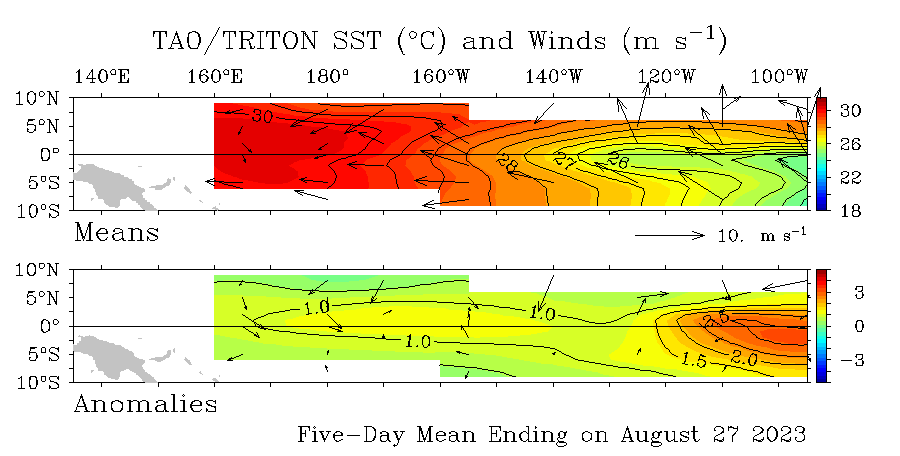 TAO/TRITON SST (°C) and Winds (m s⁻¹)
140°E 160°E 180° 160°W 140°W 120°W 100°W
10°N
5°N
0°
5°S
10°S
30
28
27
26
30
26
22
18
Means
10. m s⁻¹
10°N
5°N
0°
5°S
10°S
1.0
1.0
1.0
2.5
1.5
2.0
3
0
−3
Anomalies
Five−Day Mean Ending on August 27 2023